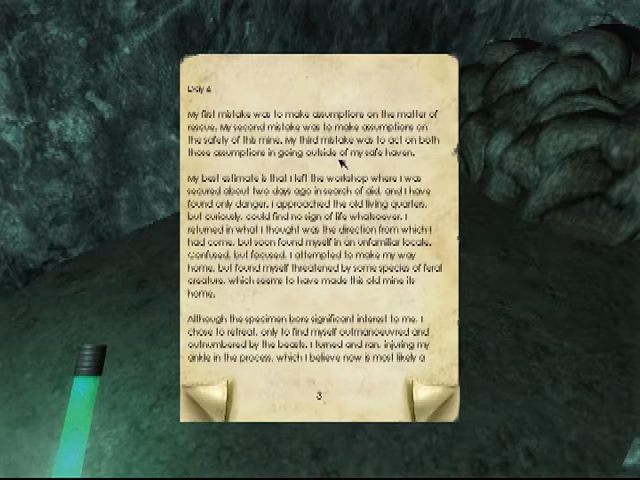 Day 6
My first mistake was to make assumptions on the matter of
rescue. My second mistake was to make assumptions on
the safety of this mine. My third mistake was to act on both
those assumptions in going outside of my safe haven.
My best estimate is that I left the workshop where I was
secured about two days ago in search of aid, and I have
found only danger. I approached the old living quarters,
but curiously, could find no sign of life whatsoever. I
returned in what I thought was the direction from which I
had come, but soon found myself in an unfamiliar locale.
Confused, but focused, I attempted to make my way
home, but found myself threatened by some species of feral
creature, which seems to have made this old mine its
home.
Although the specimen bore significant interest to me, I
chose to retreat, only to find myself outmanoeuvred and
outnumbered by the beasts. I turned and ran, injuring my
ankle in the process, which I believe now is most likely a
3